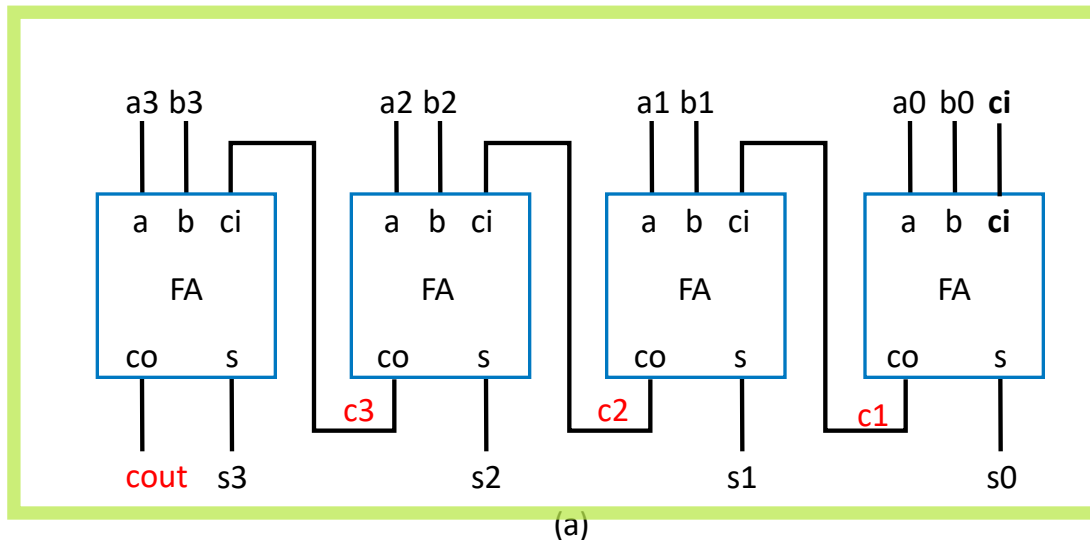 a3 b3 a2 b2 a1 b1 a0 b0 ci
a b ci a b ci a b ci a b ci
FA FA FA FA
co s co s co s co s
c3 c2 c1
cout s3 s2 s1 s0
(a)